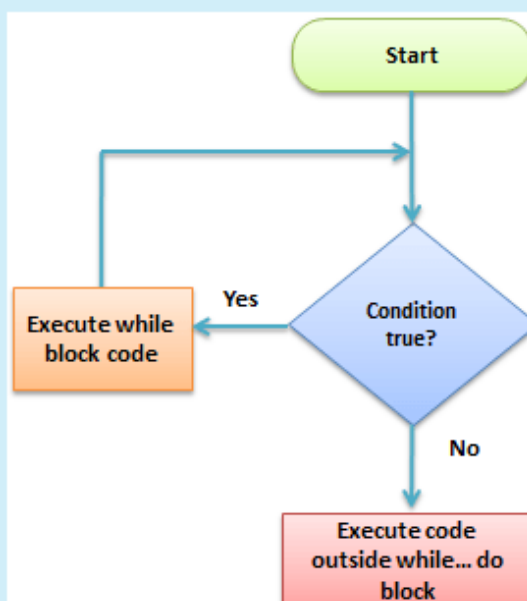 Start
Yes
Execute while
block code
Condition
true?
No
Execute code
outside while... do
block